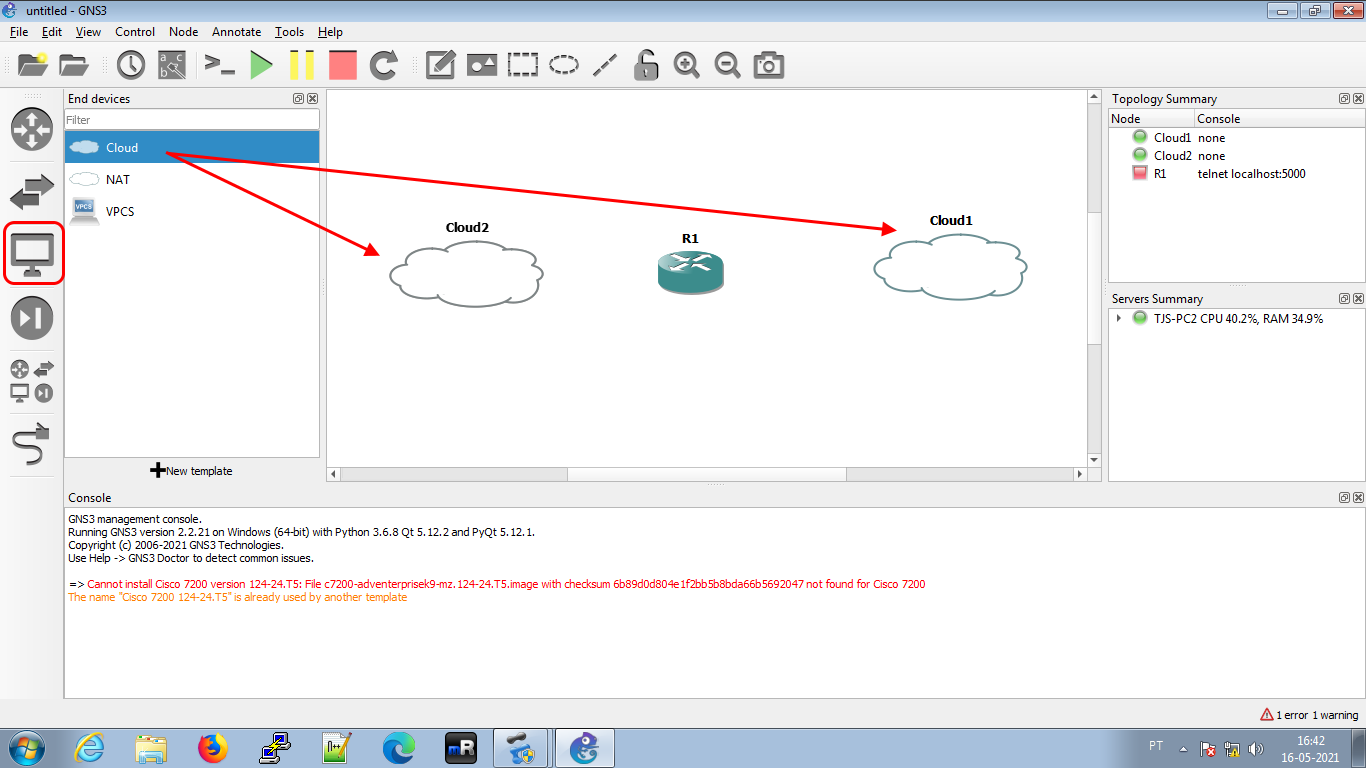 untitled - GNS3
File Edit View Control Node Annotate Tools Help
End devices
Filter
Cloud
NAT
VPCS
VPCS
New template
Cloud2
R1
Cloud1
Topology Summary
Node Console
Cloud1 none
Cloud2 none
R1 telnet localhost:5000
Servers Summary
TJS-PC2 CPU 40.2%, RAM 34.9%
Console
GNS3 management console.
Running GNS3 version 2.2.21 on Windows (64-bit) with Python 3.6.8 Qt 5.12.2 and PyQt 5.12.1.
Copyright (c) 2006-2021 GNS3 Technologies.
Use Help -> GNS3 Doctor to detect common issues.
=> Cannot install Cisco 7200 version 124-24.T5: File c7200-adventerprisek9-mz.124-24.T5.image with checksum 6b89d0d804e1f2bb5b8bda66b5692047 not found for Cisco 7200
The name "Cisco 7200 124-24.T5" is already used by another template
1 error 1 warning
mR
PT
16:42
16-05-2021